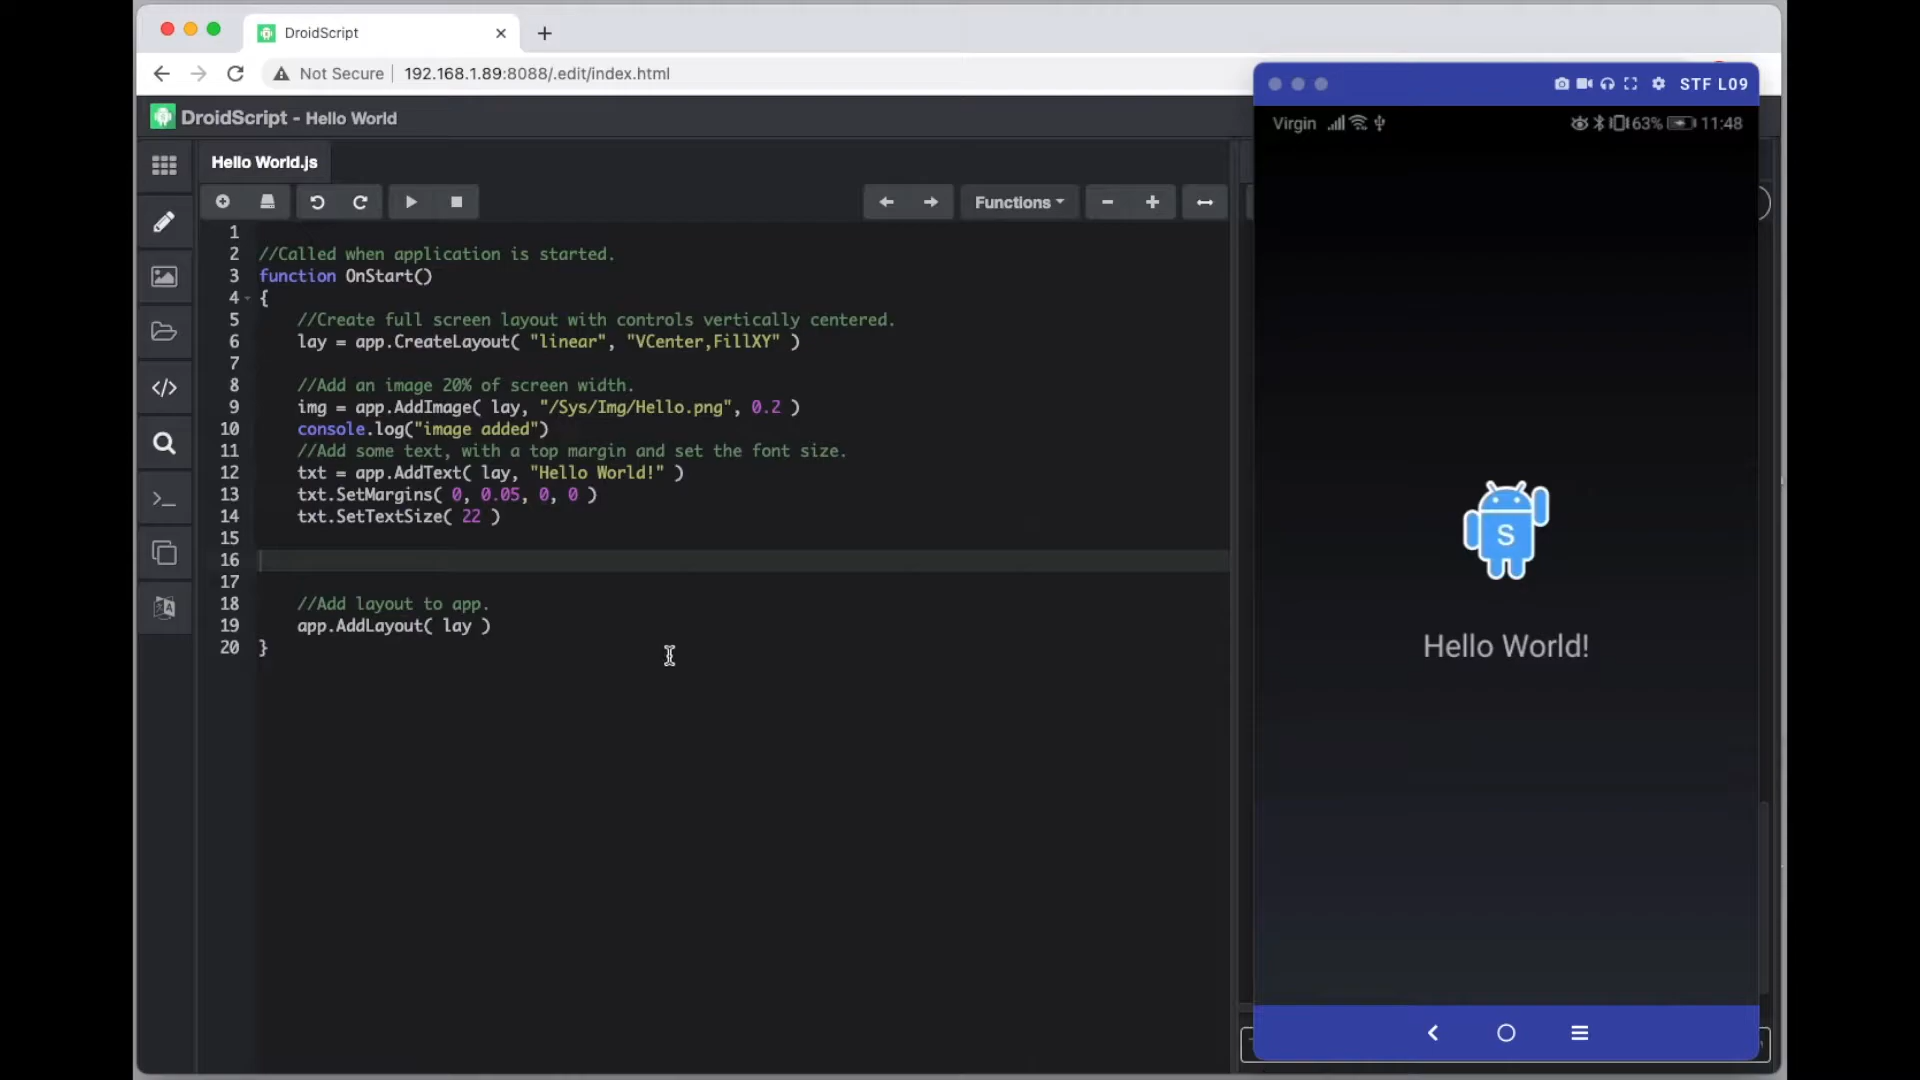 DroidScript
Not Secure
192.168.1.89:8088/.edit/index.html
DroidScript - Hello World
Hello World.js
Functions
1
2 //Called when application is started.
3 function OnStart()
4 {
5 //Create full screen layout with controls vertically centered.
6 lay = app.CreateLayout( "linear", "VCenter,FillXY" )
7
8 //Add an image 20% of screen width.
9 img = app.AddImage( lay, "/Sys/Img/Hello.png", 0.2 )
10 console.log("image added")
11 //Add some text, with a top margin and set the font size.
12 txt = app.AddText( lay, "Hello World!" )
13 txt.SetMargins( 0, 0.05, 0, 0 )
14 txt.SetTextSize( 22 )
15
16
17
18 //Add layout to app.
19 app.AddLayout( lay )
20 }
STF L09
Virgin
63% 11:48
S
Hello World!